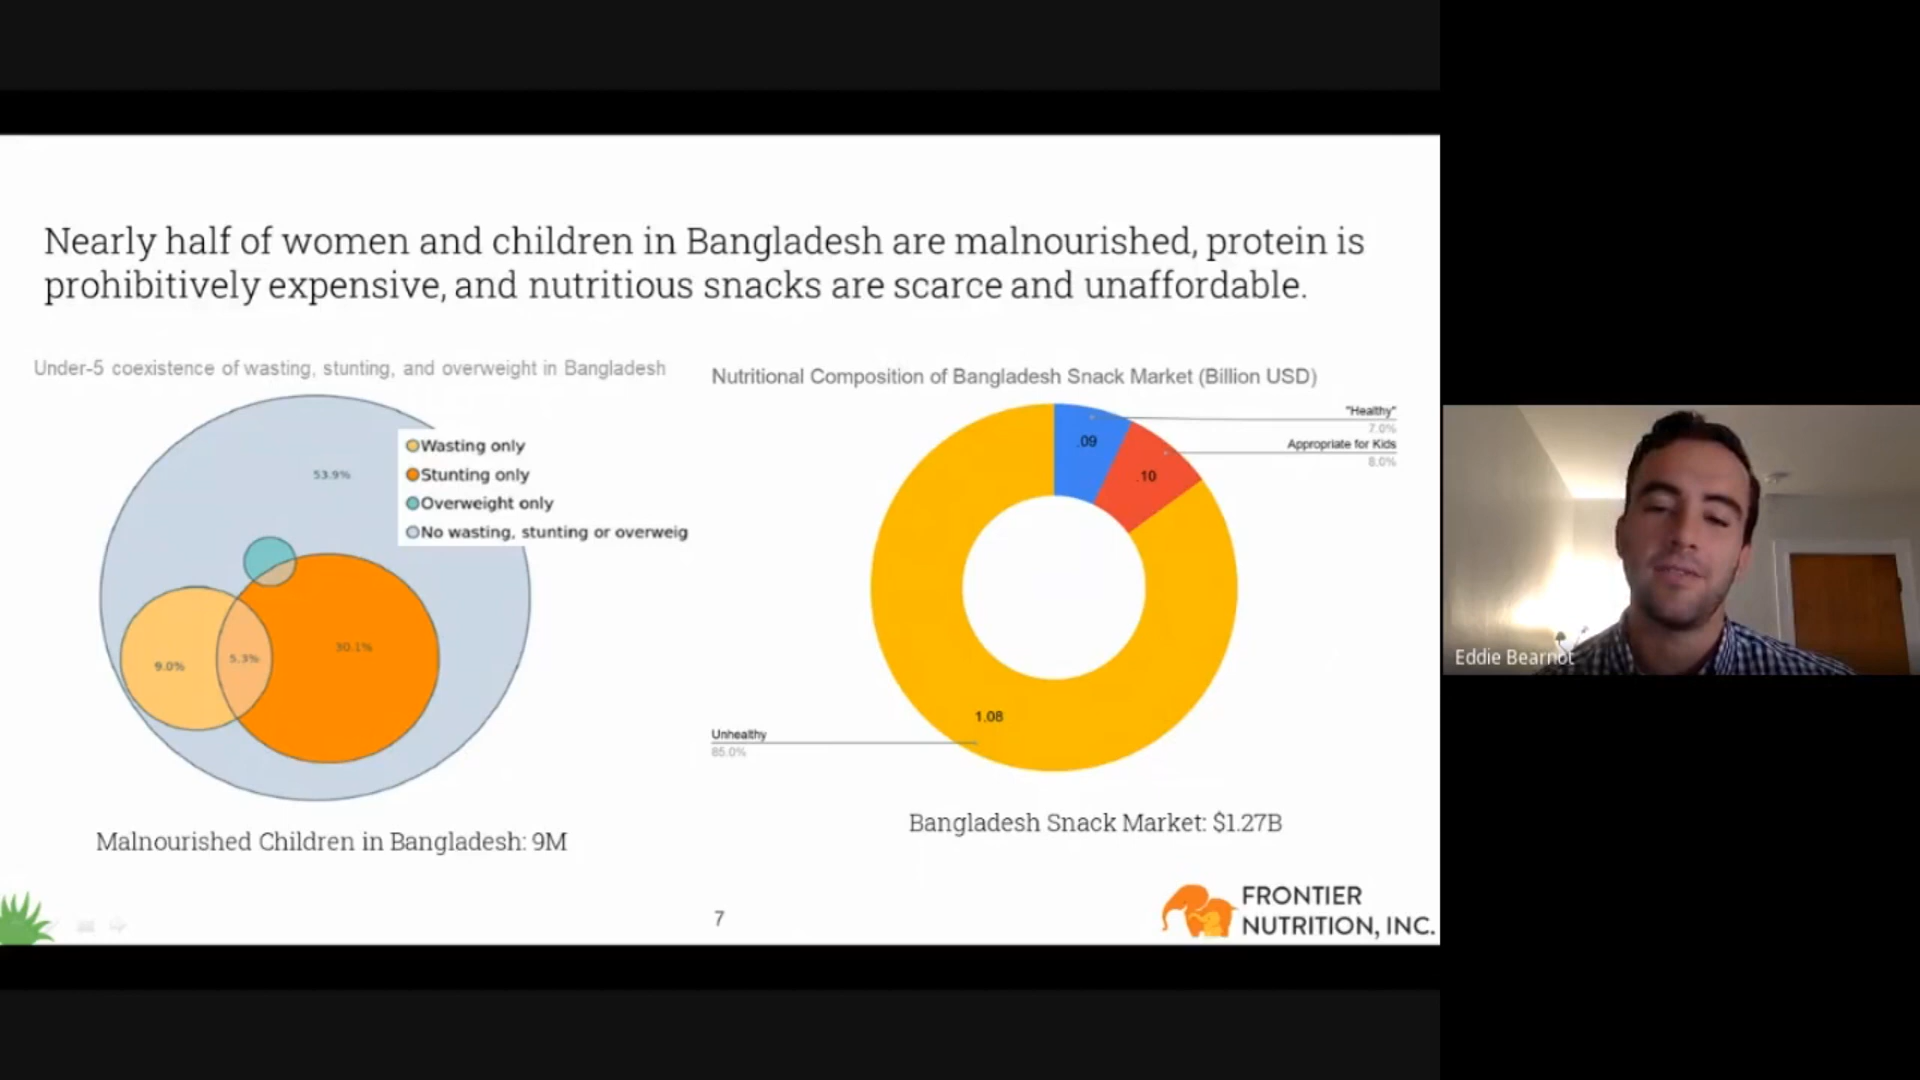 Nearly half of women and children in Bangladesh are malnourished, protein is
prohibitively expensive, and nutritious snacks are scarce and unaffordable.
Under-5 coexistence of wasting, stunting, and overweight in Bangladesh
53.9%
Wasting only
Stunting only
Overweight only
No wasting, stunting or overweig
9.0%
5.3%
30.1%
Malnourished Children in Bangladesh: 9M
Nutritional Composition of Bangladesh Snack Market (Billion USD)
"Healthy"
7.0%
Appropriate for Kids
8.0%
.09
.10
1.08
Unhealthy
85.0%
Bangladesh Snack Market: $1.27B
7
FRONTIER
NUTRITION, INC.
Eddie Bearnot